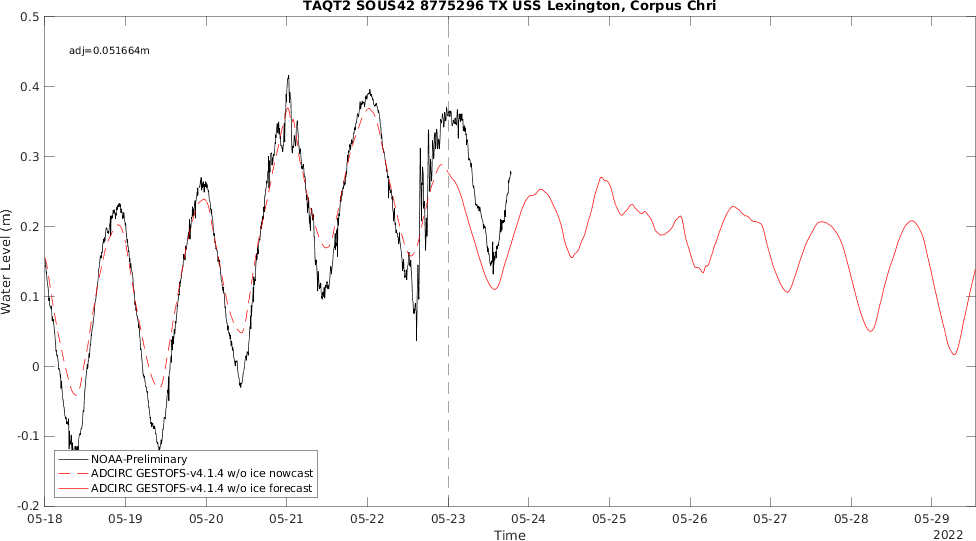 TAQT2 SOUS42 8775296 TX USS Lexington, Corpus Chri
0.5
adj=0.051664m
0.4
0.3
0.2
0.1
0
-0.1
-0.2
Water Level (m)
NOAA-Preliminary
ADCIRC GESTOFS-v4.1.4 w/o ice nowcast
ADCIRC GESTOFS-v4.1.4 w/o ice forecast
05-18 05-19 05-20 05-21 05-22 05-23 05-24 05-25 05-26 05-27 05-28 05-29
Time
2022